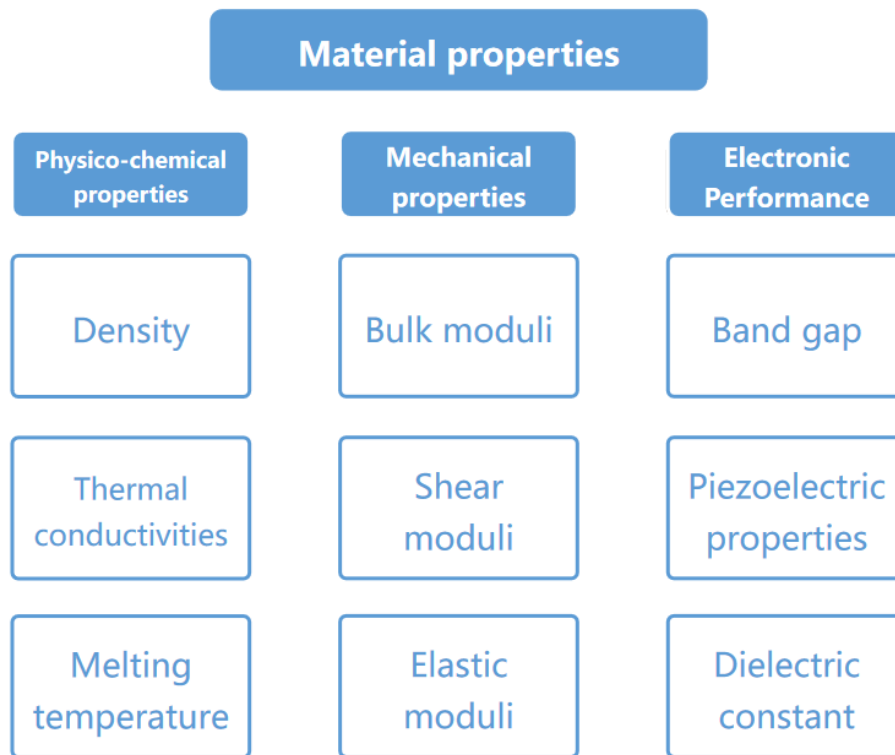 Material properties
Physico-chemical
properties
Mechanical
properties
Electronic
Performance
Density
Bulk moduli
Band gap
Thermal
conductivities
Shear
moduli
Piezoelectric
properties
Melting
temperature
Elastic
moduli
Dielectric
constant